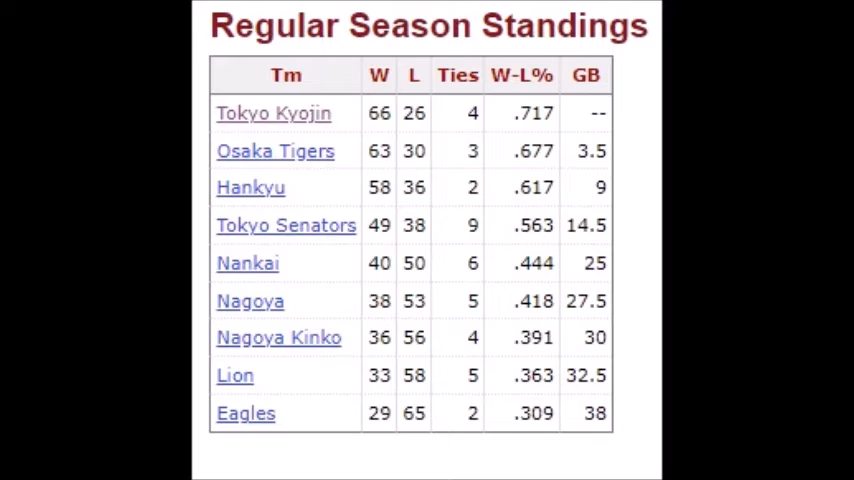 Regular Season Standings
Tm W L Ties W-L% GB
Tokyo Kyojin 66 26 4 .717 --
Osaka Tigers 63 30 3 .677 3.5
Hankyu 58 36 2 .617 9
Tokyo Senators 49 38 9 .563 14.5
Nankai 40 50 6 .444 25
Nagoya 38 53 5 .418 27.5
Nagoya Kinko 36 56 4 .391 30
Lion 33 58 5 .363 32.5
Eagles 29 65 2 .309 38